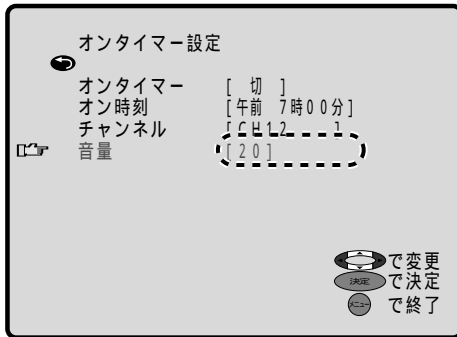 オンタイマー設定
オンタイマー [ 切 ]
オン時刻 [午前 7時00分]
チャンネル [CH12 ]
音量 [20]
で変更
決定 で決定
メニュー で終了